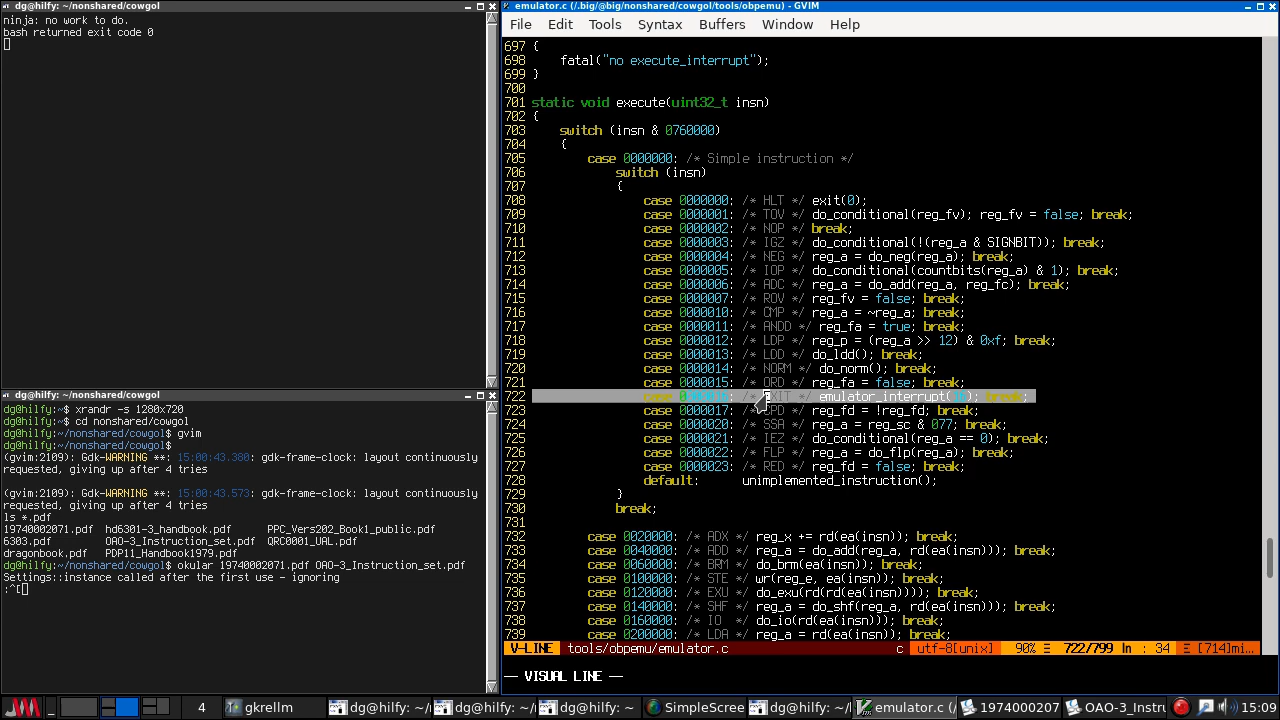 dg@hilfy: ~/nonshared/cowgol
ninja: no work to do.
bash returned exit code 0
dg@hilfy: ~/nonshared/cowgol
dg@hilfy:~$ xrandr -s 1280x720
dg@hilfy:~$ cd nonshared/cowgol
dg@hilfy:~/nonshared/cowgol$ gvim
dg@hilfy:~/nonshared/cowgol$
(gvim:2109): Gdk-WARNING **: 15:00:43.380: gdk-frame-clock: layout continuously
requested, giving up after 4 tries
(gvim:2109): Gdk-WARNING **: 15:00:43.573: gdk-frame-clock: layout continuously
requested, giving up after 4 tries
ls *.pdf
19740002071.pdf  hd6301-3_handbook.pdf      PPC_Vers202_Book1_public.pdf
6303.pdf         OAO-3_Instruction_set.pdf  QRC0001_UAL.pdf
dragonbook.pdf   PDP11_Handbook1979.pdf
dg@hilfy:~/nonshared/cowgol$ okular 19740002071.pdf OAO-3_Instruction_set.pdf
Settings::instance called after the first use - ignoring
:^[
emulator.c (/.big/@big/nonshared/cowgol/tools/obpemu) - GVIM
File Edit Tools Syntax Buffers Window Help
697 {
698     fatal("no execute_interrupt");
699 }
700
701 static void execute(uint32_t insn)
702 {
703     switch (insn & 0760000)
704     {
705         case 0000000: /* Simple instruction */
706             switch (insn)
707             {
708                 case 0000000: /* HLT */ exit(0);
709                 case 0000001: /* TOV */ do_conditional(reg_fv); reg_fv = false; break;
710                 case 0000002: /* NOP */ break;
711                 case 0000003: /* IGZ */ do_conditional(!(reg_a & SIGNBIT)); break;
712                 case 0000004: /* NEG */ reg_a = do_neg(reg_a); break;
713                 case 0000005: /* IOP */ do_conditional(countbits(reg_a) & 1); break;
714                 case 0000006: /* ADC */ reg_a = do_add(reg_a, reg_fc); break;
715                 case 0000007: /* ROV */ reg_fv = false; break;
716                 case 0000010: /* CMP */ reg_a = ~reg_a; break;
717                 case 0000011: /* ANDD */ reg_fa = true; break;
718                 case 0000012: /* LDP */ reg_p = (reg_a >> 12) & 0xf; break;
719                 case 0000013: /* LDD */ do_ldd(); break;
720                 case 0000014: /* NORM */ do_norm(); break;
721                 case 0000015: /* ORD */ reg_fa = false; break;
722                 case 0000016: /* EXIT */ emulator_interrupt(16); break;
723                 case 0000017: /* DPD */ reg_fd = !reg_fd; break;
724                 case 0000020: /* SSA */ reg_a = reg_sc & 077; break;
725                 case 0000021: /* IEZ */ do_conditional(reg_a == 0); break;
726                 case 0000022: /* FLP */ reg_a = do_flp(reg_a); break;
727                 case 0000023: /* RED */ reg_fd = false; break;
728                 default:      unimplemented_instruction();
729             }
730             break;
731
732         case 0020000: /* ADX */ reg_x += rd(ea(insn)); break;
733         case 0040000: /* ADD */ reg_a = do_add(reg_a, rd(ea(insn))); break;
734         case 0060000: /* BRM */ do_brm(ea(insn)); break;
735         case 0100000: /* STE */ wr(reg_e, ea(insn)); break;
736         case 0120000: /* EXU */ do_exu(rd(rd(ea(insn)))); break;
737         case 0140000: /* SHF */ reg_a = do_shf(reg_a, rd(ea(insn))); break;
738         case 0160000: /* IO  */ do_io(rd(ea(insn))); break;
739         case 0200000: /* LDA */ reg_a = rd(ea(insn)); break;
V-LINE tools/obpemu/emulator.c c utf-8[unix] 90% Ξ 722/799 ln : 34 Ξ [714]mi…
-- VISUAL LINE --
4 gkrellm dg@hilfy: ~/ dg@hilfy: ~/ dg@hilfy: ~ SimpleScree dg@hilfy: ~/ emulator.c (/ 1974000207 OAO-3_Instru 15:09